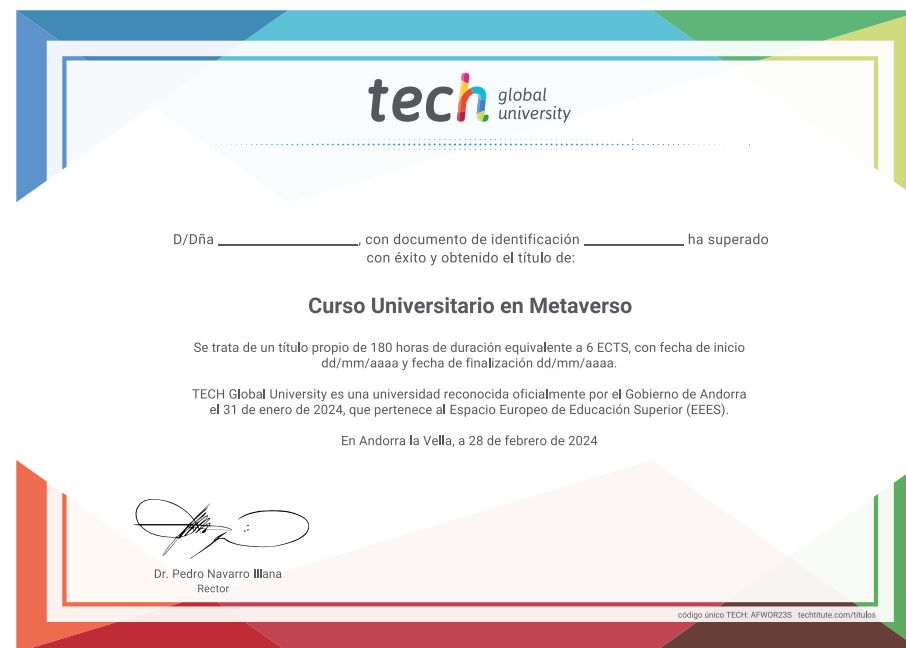 tech global university
D/Dña ____________________, con documento de identificación ______________ ha superado
con éxito y obtenido el título de:
Curso Universitario en Metaverso
Se trata de un título propio de 180 horas de duración equivalente a 6 ECTS, con fecha de inicio
dd/mm/aaaa y fecha de finalización dd/mm/aaaa.
TECH Global University es una universidad reconocida oficialmente por el Gobierno de Andorra
el 31 de enero de 2024, que pertenece al Espacio Europeo de Educación Superior (EEES).
En Andorra la Vella, a 28 de febrero de 2024
Dr. Pedro Navarro Illana
Rector
código único TECH: AFWOR23S techtitute.com/titulos